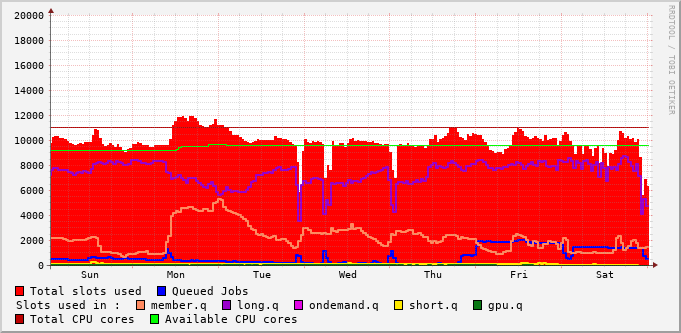 RRDTOOL / TOBI OETIKER
20000
18000
16000
14000
12000
10000
8000
6000
4000
2000
0
Sun Mon Tue Wed Thu Fri Sat
Total slots used Queued Jobs
Slots used in : member.q long.q ondemand.q short.q gpu.q
Total CPU cores Available CPU cores